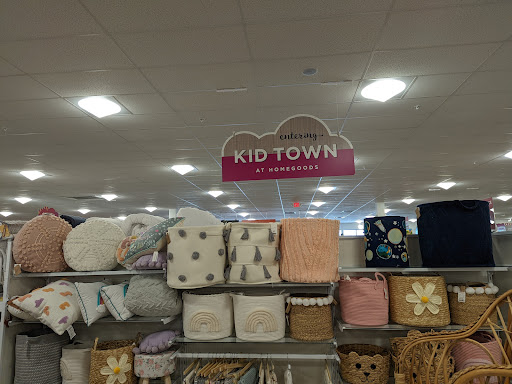 entering...
KID TOWN
AT HOMEGOODS